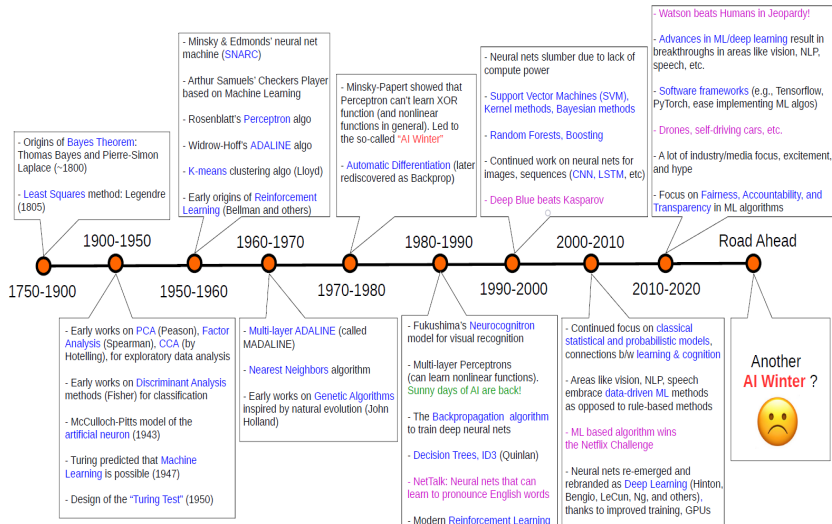 - Origins of Bayes Theorem:
Thomas Bayes and Pierre-Simon
Laplace (~1800)
- Least Squares method: Legendre
(1805)
- Minsky & Edmonds' neural net
machine (SNARC)
- Arthur Samuels' Checkers Player
based on Machine Learning
- Rosenblatt's Perceptron algo
- Widrow-Hoff's ADALINE algo
- K-means clustering algo (Lloyd)
- Early origins of Reinforcement
Learning (Bellman and others)
- Minsky-Papert showed that
Perceptron can't learn XOR
function (and nonlinear
functions in general). Led to
the so-called “AI Winter”
- Automatic Differentiation (later
rediscovered as Backprop)
- Neural nets slumber due to lack of
compute power
- Support Vector Machines (SVM),
Kernel methods, Bayesian methods
- Random Forests, Boosting
- Continued work on neural nets for
images, sequences (CNN, LSTM, etc)
- Deep Blue beats Kasparov
- Watson beats Humans in Jeopardy!
- Advances in ML/deep learning result in
breakthroughs in areas like vision, NLP,
speech, etc.
- Software frameworks (e.g., Tensorflow,
PyTorch, ease implementing ML algos)
- Drones, self-driving cars, etc.
- A lot of industry/media focus, excitement,
and hype
- Focus on Fairness, Accountability, and
Transparency in ML algorithms
1900-1950
1960-1970
1980-1990
2000-2010
Road Ahead
1750-1900
1950-1960
1970-1980
1990-2000
2010-2020
- Early works on PCA (Peason), Factor
Analysis (Spearman), CCA (by
Hotelling), for exploratory data analysis
- Early works on Discriminant Analysis
methods (Fisher) for classification
- McCulloch-Pitts model of the
artificial neuron (1943)
- Turing predicted that Machine
Learning is possible (1947)
- Design of the “Turing Test” (1950)
- Multi-layer ADALINE (called
MADALINE)
- Nearest Neighbors algorithm
- Early works on Genetic Algorithms
inspired by natural evolution (John
Holland)
- Fukushima's Neurocognitron
model for visual recognition
- Multi-layer Perceptrons
(can learn nonlinear functions).
Sunny days of AI are back!
- The Backpropagation algorithm
to train deep neural nets
- Decision Trees, ID3 (Quinlan)
- NetTalk: Neural nets that can
learn to pronounce English words
- Modern Reinforcement Learning
- Continued focus on classical
statistical and probabilistic models,
connections b/w learning & cognition
- Areas like vision, NLP, speech
embrace data-driven ML methods
as opposed to rule-based methods
- ML based algorithm wins
the Netflix Challenge
- Neural nets re-emerged and
rebranded as Deep Learning (Hinton,
Bengio, LeCun, Ng, and others),
thanks to improved training, GPUs
Another
AI Winter ?